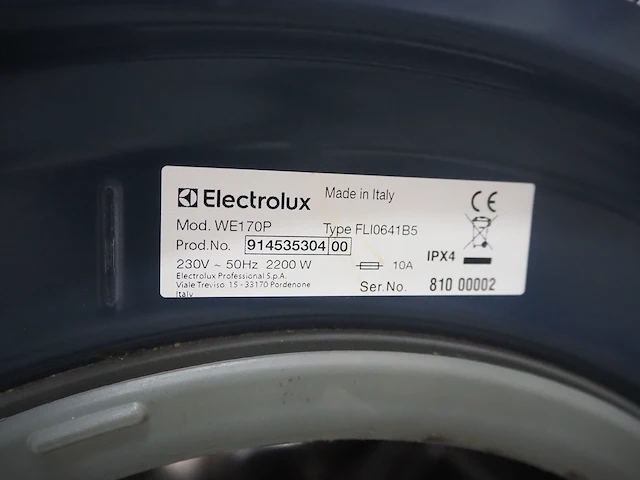 Electrolux Made in Italy CE
Mod. WE170P Type FLI0641B5
Prod.No. 914535304 00
230V ~ 50Hz 2200 W 10A IPX4
Electrolux Professional S.p.A.
Viale Treviso, 15 - 33170 Pordenone
Italy
Ser.No. 810 00002